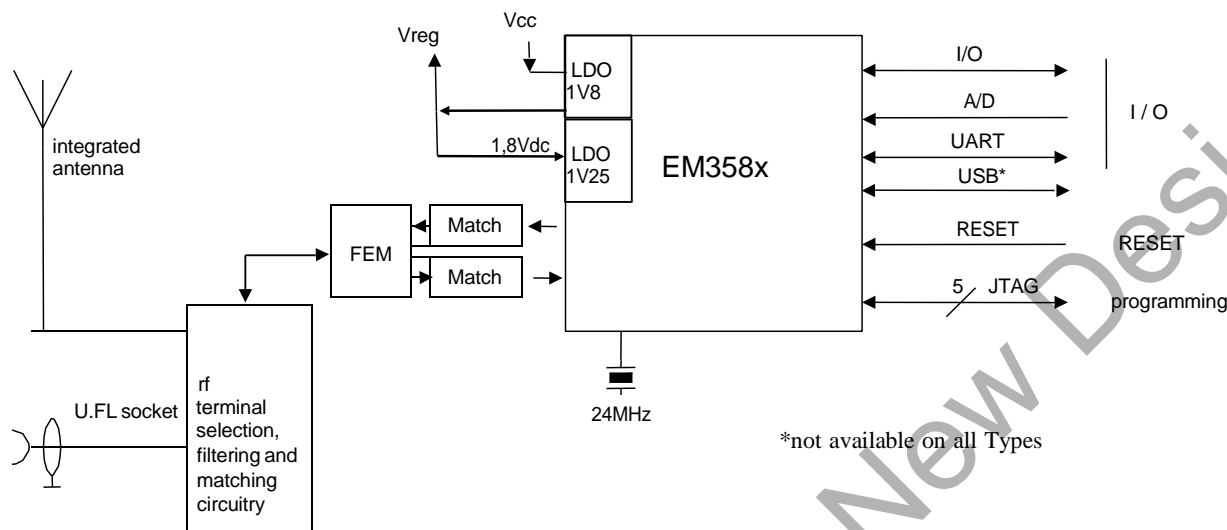 Vcc
Vreg
LDO
1V8
1,8Vdc
LDO
1V25
EM358x
I/O
A/D
UART
USB*
RESET
5
JTAG
I / O
RESET
programming
integrated
antenna
FEM
Match
Match
U.FL socket
rf
terminal
selection,
filtering and
matching
circuitry
24MHz
*not available on all Types
New Desi